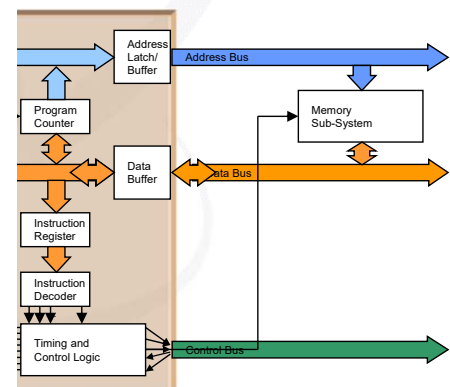 Address
Latch/
Buffer
Address Bus
Program
Counter
Memory
Sub-System
Data
Buffer
Data Bus
Instruction
Register
Instruction
Decoder
Timing and
Control Logic
Control Bus